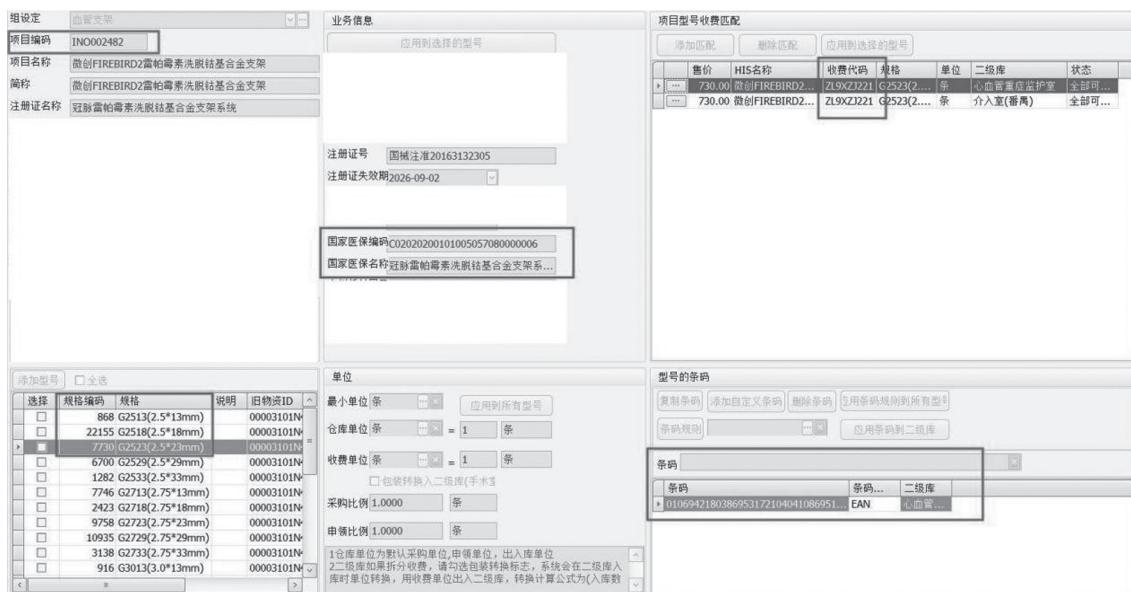 组设定 血管支架
项目编码 INO002482
项目名称 微创FIREBIRD2雷帕霉素洗脱钴基合金支架
简称 微创FIREBIRD2雷帕霉素洗脱钴基合金支架
注册证名称 冠脉雷帕霉素洗脱钴基合金支架系统
业务信息
应用到选择的型号
注册证号 国械注准20163132305
注册证失效期 2026-09-02
国家医保编码 C0202020010100505708000​0006
国家医保名称 冠脉雷帕霉素洗脱钴基合金支架系...
项目型号收费匹配
添加匹配 删除匹配 应用到选择的型号
售价 HIS名称 收费代码 规格 单位 二级库 状态
730.00 微创FIREBIRD2... ZL9XZJ221 G2523(2.... 条 心血管重症监护室 全部可...
730.00 微创FIREBIRD2... ZL9XZJ221 G2523(2.... 条 介入室(番禺) 全部可...
添加型号 全选
选择 规格编码 规格 说明 旧物资ID
868 G2513(2.5*13mm) 00003101N
22155 G2518(2.5*18mm) 00003101N
7730 G2523(2.5*23mm) 00003101N
6700 G2529(2.5*29mm) 00003101N
1282 G2533(2.5*33mm) 00003101N
7746 G2713(2.75*13mm) 00003101N
2423 G2718(2.75*18mm) 00003101N
9758 G2723(2.75*23mm) 00003101N
10935 G2729(2.75*29mm) 00003101N
3138 G2733(2.75*33mm) 00003101N
916 G3013(3.0*13mm) 00003101N
单位
最小单位 条 应用到所有型号
仓库单位 条 = 1 条
收费单位 条 = 1 条
包装转换入二级库(手术室
采购比例 1.0000 条
申领比例 1.0000 条
1仓库单位为默认采购单位,申领单位，出入库单位
2二级库如果拆分收费，请勾选包装转换标志，系统会在二级库入
库时单位转换，用收费单位出入二级库，转换计算公式为(入库数
型号的条码
复制条码 添加自定义条码 删除条码 应用条码规则到所有型号
条码规则 应用条码到二级库
条码
条码 条码... 二级库
0106942180386953172104041086951... EAN 心血管...